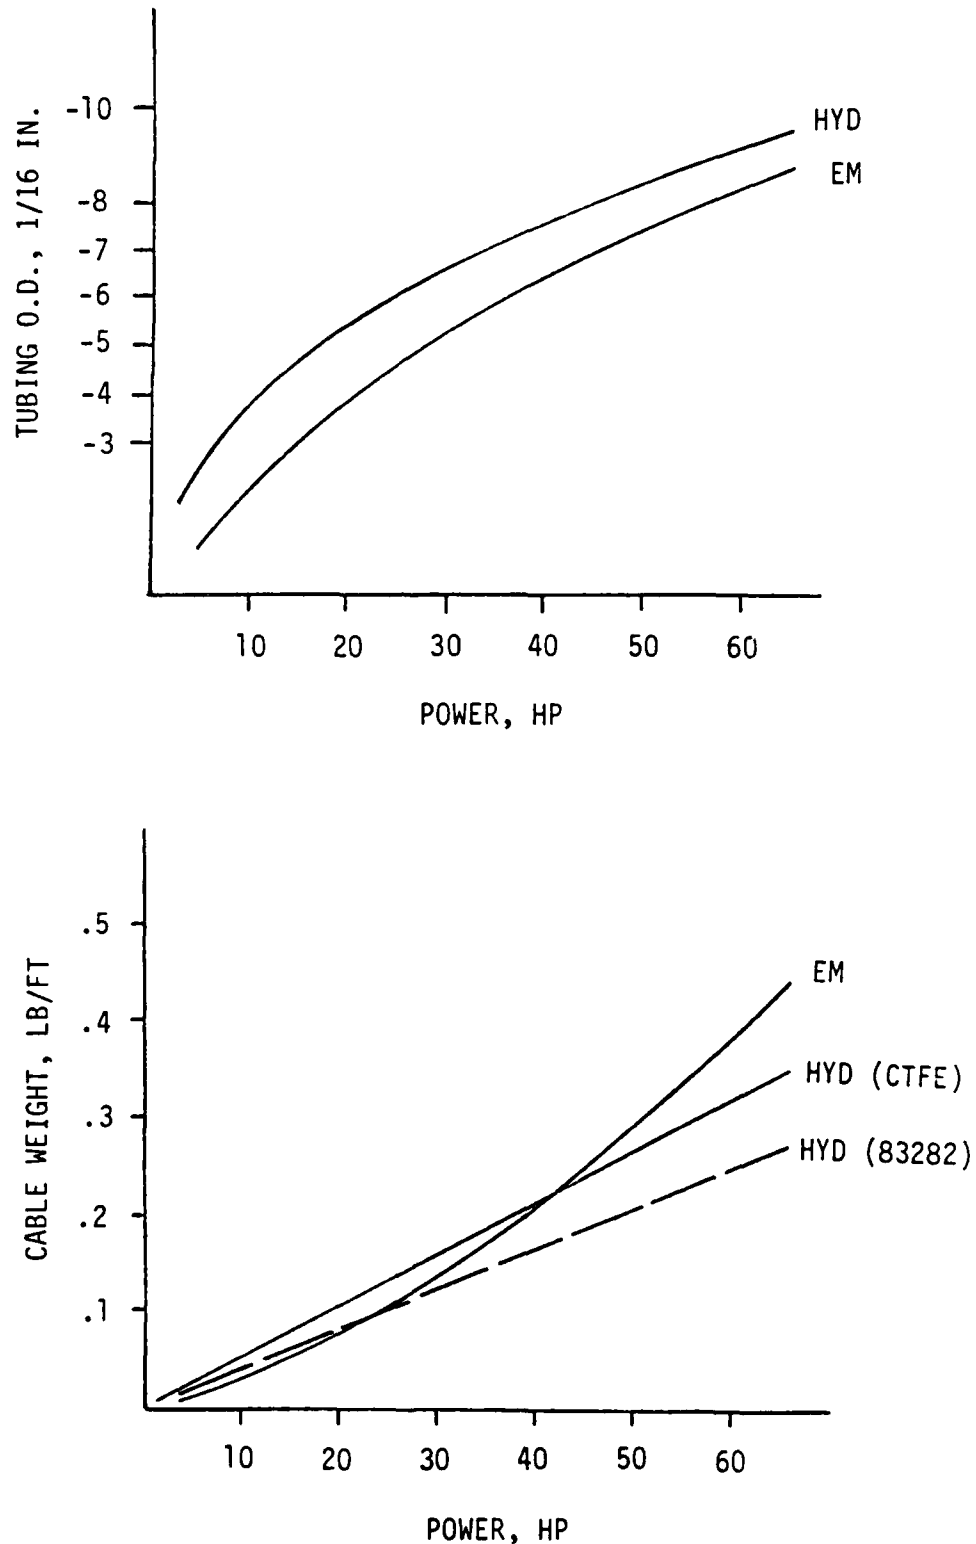 TUBING O.D., 1/16 IN.
-10
-8
-7
-6
-5
-4
-3
HYD
EM
10 20 30 40 50 60
POWER, HP
CABLE WEIGHT, LB/FT
.5
.4
.3
.2
.1
EM
HYD (CTFE)
HYD (83282)
10 20 30 40 50 60
POWER, HP